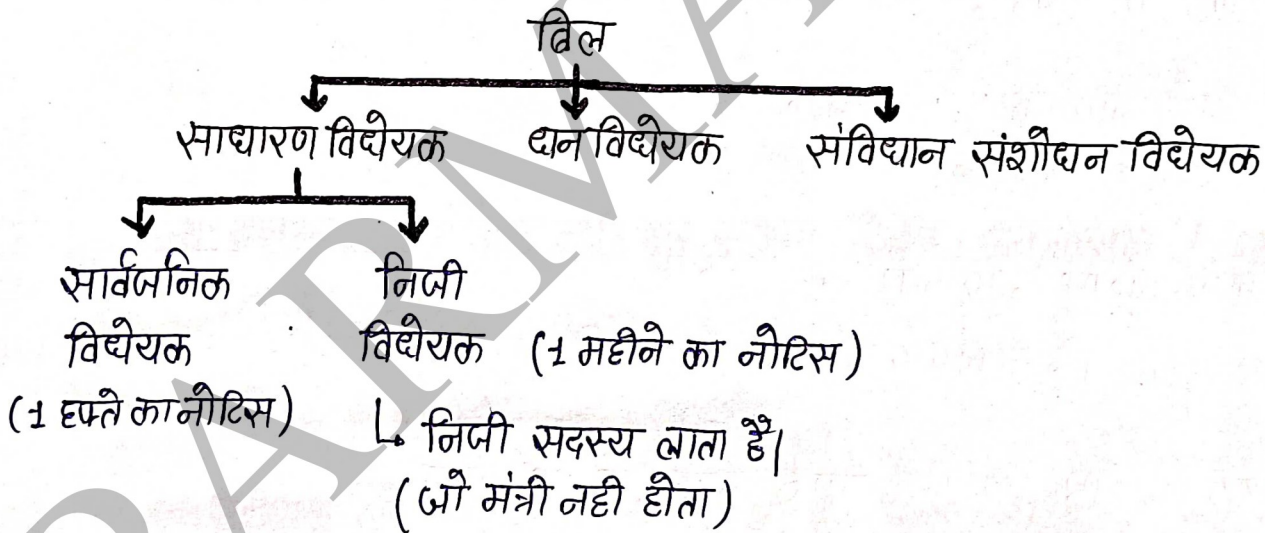 बिल
साधारण विधेयक धन विधेयक संविधान संशोधन विधेयक
सार्वजनिक निजी
विधेयक विधेयक (1 महीने का नोटिस)
(1 हफ्ते का नोटिस)
निजी सदस्य लाता है|
(जो मंत्री नही होता)